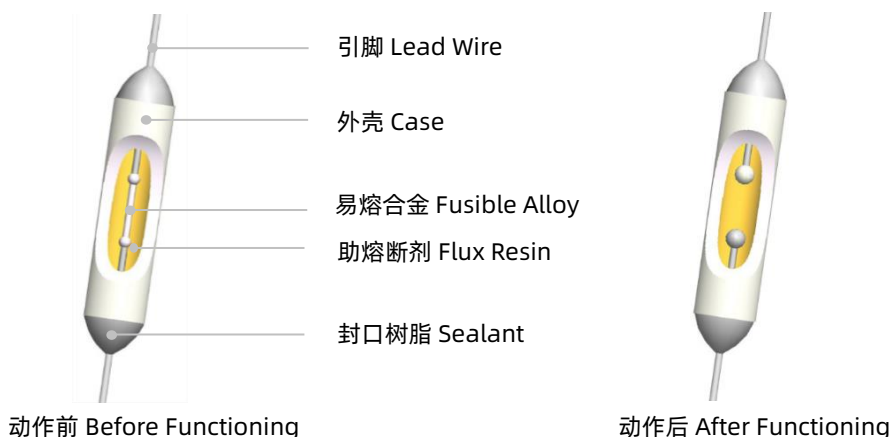 引脚 Lead Wire
外壳 Case
易熔合金 Fusible Alloy
助熔断剂 Flux Resin
封口树脂 Sealant
动作前 Before Functioning
动作后 After Functioning